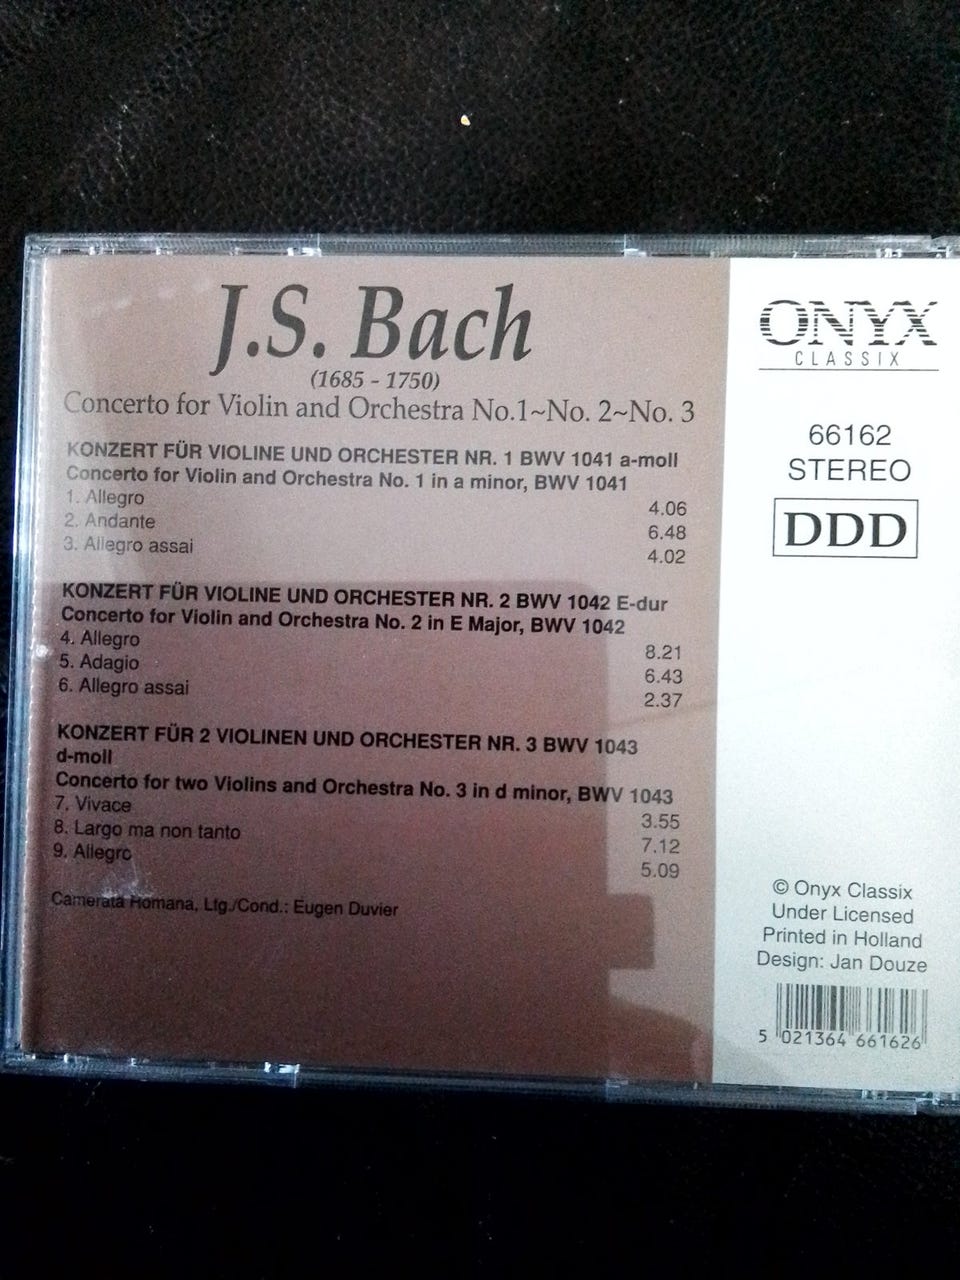 J.S. Bach
(1685 - 1750)
Concerto for Violin and Orchestra No.1~No. 2~No. 3
KONZERT FÜR VIOLINE UND ORCHESTER NR. 1 BWV 1041 a-moll
Concerto for Violin and Orchestra No. 1 in a minor, BWV 1041
1. Allegro 4.06
2. Andante 6.48
3. Allegro assai 4.02
KONZERT FÜR VIOLINE UND ORCHESTER NR. 2 BWV 1042 E-dur
Concerto for Violin and Orchestra No. 2 in E Major, BWV 1042
4. Allegro 8.21
5. Adagio 6.43
6. Allegro assai 2.37
KONZERT FÜR 2 VIOLINEN UND ORCHESTER NR. 3 BWV 1043
d-moll
Concerto for two Violins and Orchestra No. 3 in d minor, BWV 1043
7. Vivace 3.55
8. Largo ma non tanto 7.12
9. Allegro 5.09
Camerata Romana, Ltg./Cond.: Eugen Duvier
ONYX
CLASSIX
66162
STEREO
DDD
© Onyx Classix
Under Licensed
Printed in Holland
Design: Jan Douze
5 021364 661626